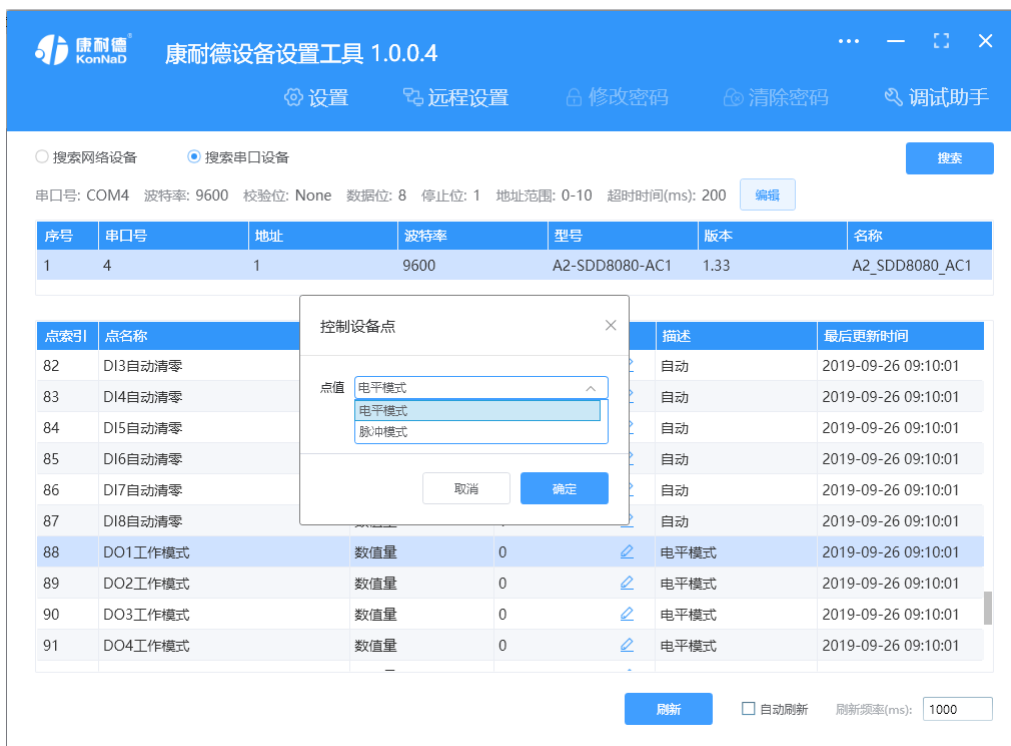 康耐德® KonNaD 康耐德设备设置工具 1.0.0.4
设置 远程设置 修改密码 清除密码 调试助手
搜索网络设备 搜索串口设备 搜索
串口号: COM4 波特率: 9600 校验位: None 数据位: 8 停止位: 1 地址范围: 0-10 超时时间(ms): 200 编辑
序号 串口号 地址 波特率 型号 版本 名称
1 4 1 9600 A2-SDD8080-AC1 1.33 A2_SDD8080_AC1
控制设备点
点索引 点名称 描述 最后更新时间
82 DI3自动清零 自动 2019-09-26 09:10:01
点值 电平模式
83 DI4自动清零 自动 2019-09-26 09:10:01
电平模式
脉冲模式
84 DI5自动清零 自动 2019-09-26 09:10:01
85 DI6自动清零 自动 2019-09-26 09:10:01
取消 确定
86 DI7自动清零 自动 2019-09-26 09:10:01
87 DI8自动清零 自动 2019-09-26 09:10:01
88 DO1工作模式 数值量 0 电平模式 2019-09-26 09:10:01
89 DO2工作模式 数值量 0 电平模式 2019-09-26 09:10:01
90 DO3工作模式 数值量 0 电平模式 2019-09-26 09:10:01
91 DO4工作模式 数值量 0 电平模式 2019-09-26 09:10:01
刷新 自动刷新 刷新频率(ms): 1000